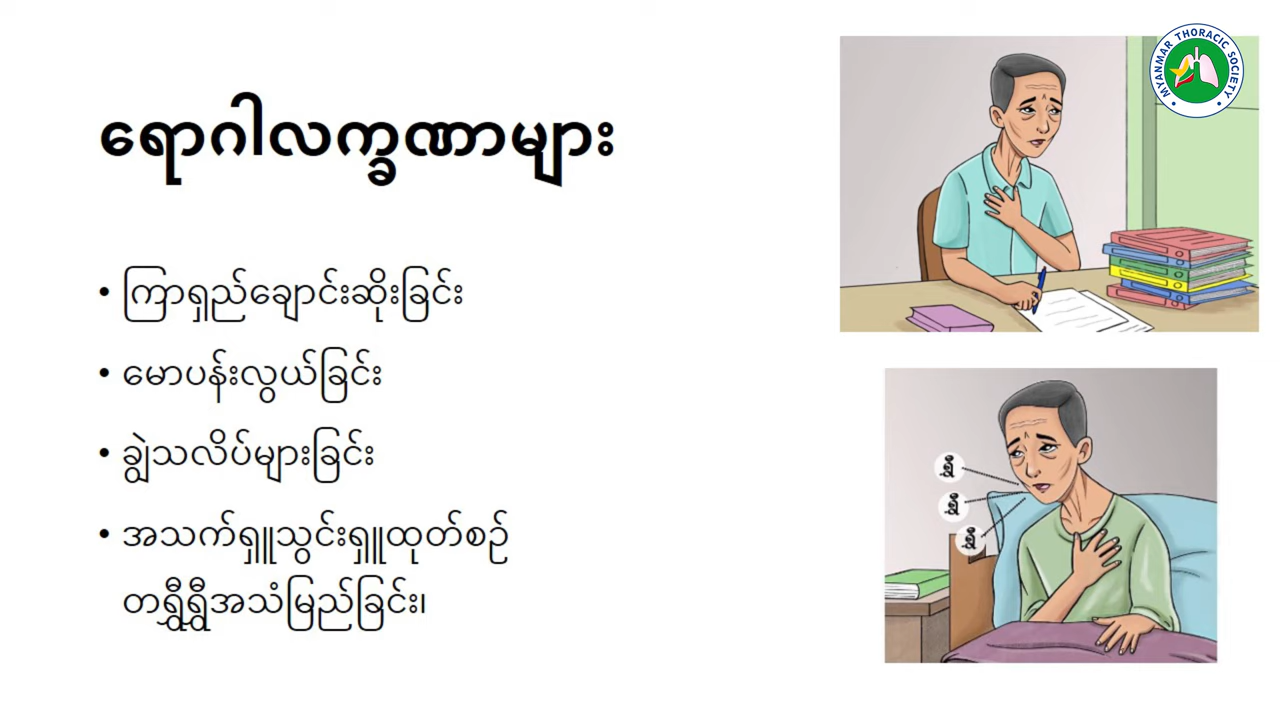 ရောဂါလက္ခဏာများ
• ကြာရှည်ချောင်းဆိုးခြင်း
• မောပန်းလွယ်ခြင်း
• ချွဲသလိပ်များခြင်း
• အသက်ရှူသွင်းရှူထုတ်စဉ်
တရွှီရွှီအသံမြည်ခြင်း၊
MYANMAR THORACIC SOCIETY